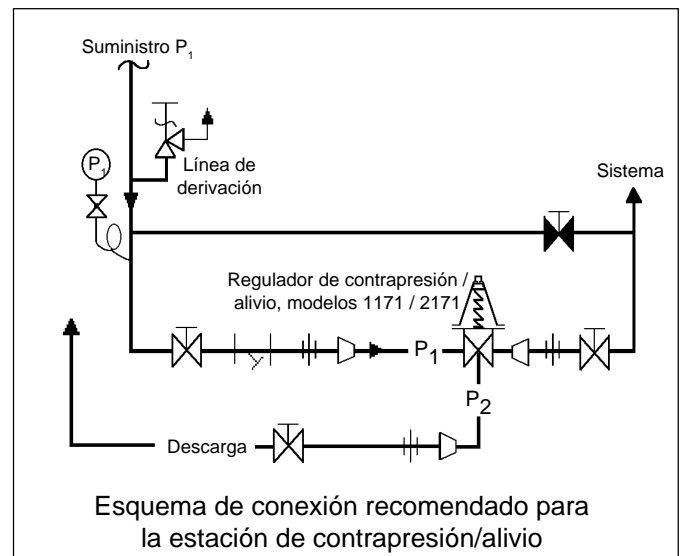 Suministro P₁
P₁
Línea de
derivación
Sistema
Regulador de contrapresión /
alivio, modelos 1171 / 2171
P₁
P₂
Descarga
Esquema de conexión recomendado para
la estación de contrapresión/alivio